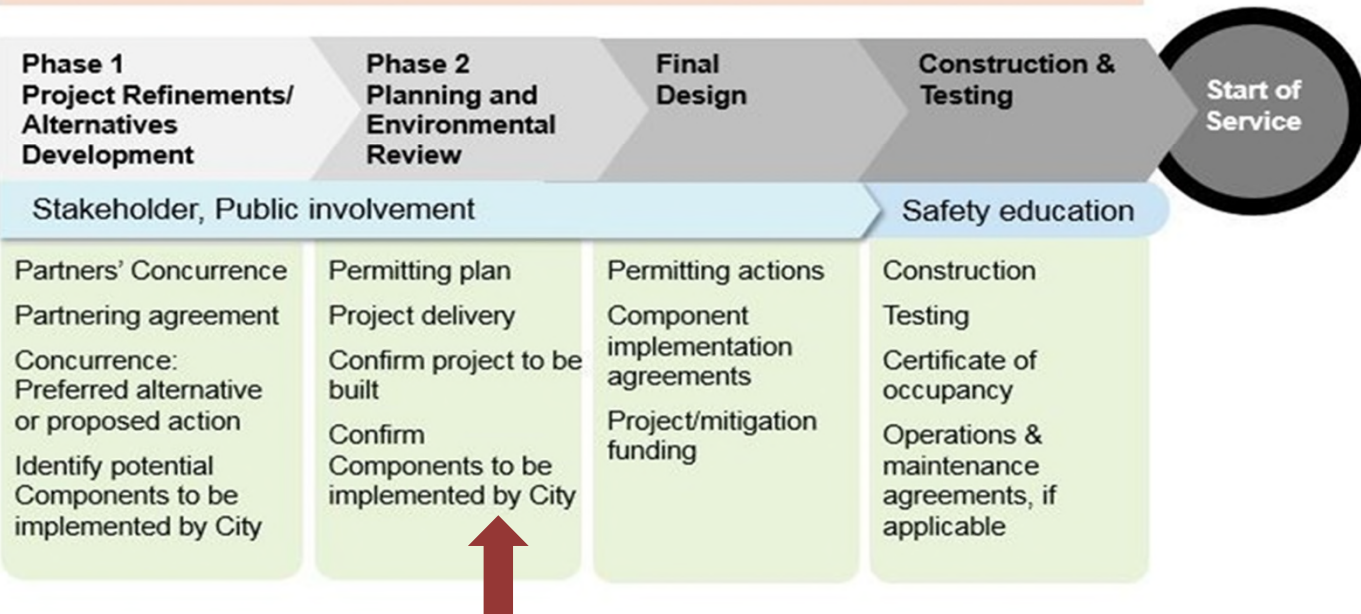 Phase 1
Project Refinements/
Alternatives
Development
Phase 2
Planning and
Environmental
Review
Final
Design
Construction &
Testing
Start of
Service
Stakeholder, Public involvement
Safety education
Partners’ Concurrence
Partnering agreement
Concurrence:
Preferred alternative
or proposed action
Identify potential
Components to be
implemented by City
Permitting plan
Project delivery
Confirm project to be
built
Confirm
Components to be
implemented by City
Permitting actions
Component
implementation
agreements
Project/mitigation
funding
Construction
Testing
Certificate of
occupancy
Operations &
maintenance
agreements, if
applicable